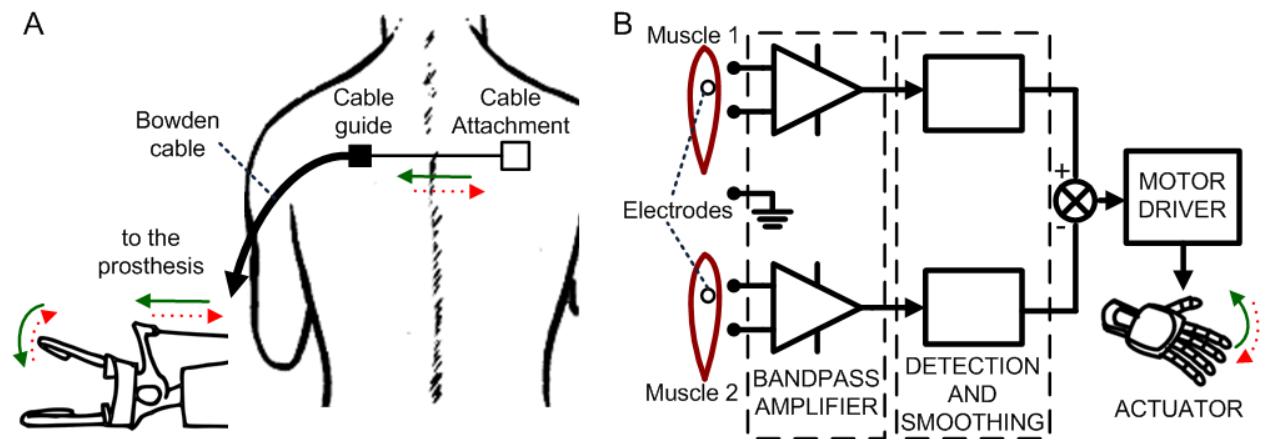 A
Bowden
cable
Cable
guide
Cable
Attachment
to the
prosthesis
B
Muscle 1
Electrodes
Muscle 2
BANDPASS
AMPLIFIER
DETECTION
AND
SMOOTHING
+
-
MOTOR
DRIVER
ACTUATOR